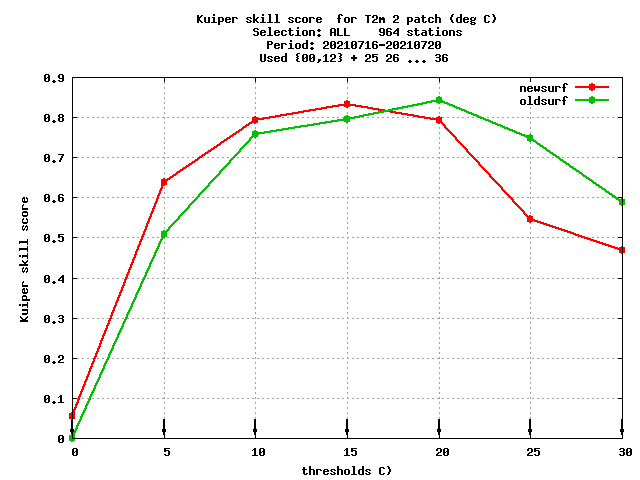 Kuiper skill score  for T2m 2 patch (deg C)
Selection: ALL    964 stations
Period: 20210716-20210720
Used {00,12} + 25 26 ... 36
newsurf
oldsurf
0.9
0.8
0.7
0.6
0.5
0.4
0.3
0.2
0.1
0
Kuiper skill score
0 5 10 15 20 25 30
thresholds C)